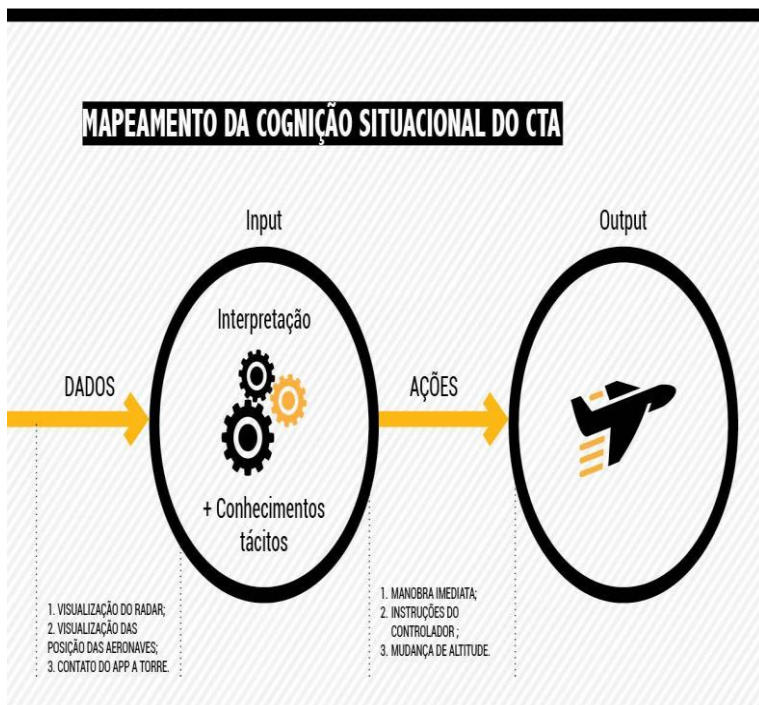 MAPEAMENTO DA COGNIÇÃO SITUACIONAL DO CTA
Input
Output
Interpretação
DADOS
AÇÕES
+ Conhecimentos
tácitos
1. VISUALIZAÇÃO DO RADAR;
2. VISUALIZAÇÃO DAS
POSIÇÃO DAS AERONAVES;
3. CONTATO DO APP A TORRE.
1. MANOBRA IMEDIATA;
2. INSTRUÇÕES DO
CONTROLADOR ;
3. MUDANÇA DE ALTITUDE.